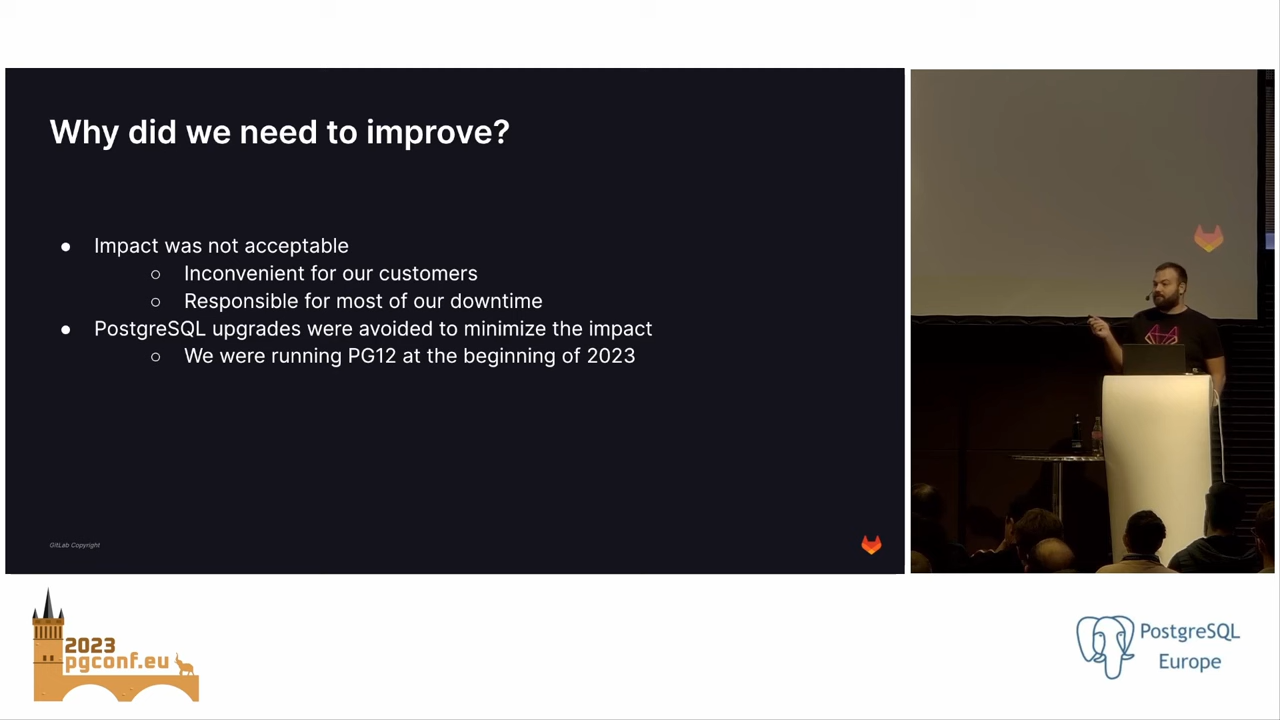 Why did we need to improve?
Impact was not acceptable
Inconvenient for our customers
Responsible for most of our downtime
PostgreSQL upgrades were avoided to minimize the impact
We were running PG12 at the beginning of 2023
GitLab Copyright
2023
pgconf.eu
PostgreSQL
Europe